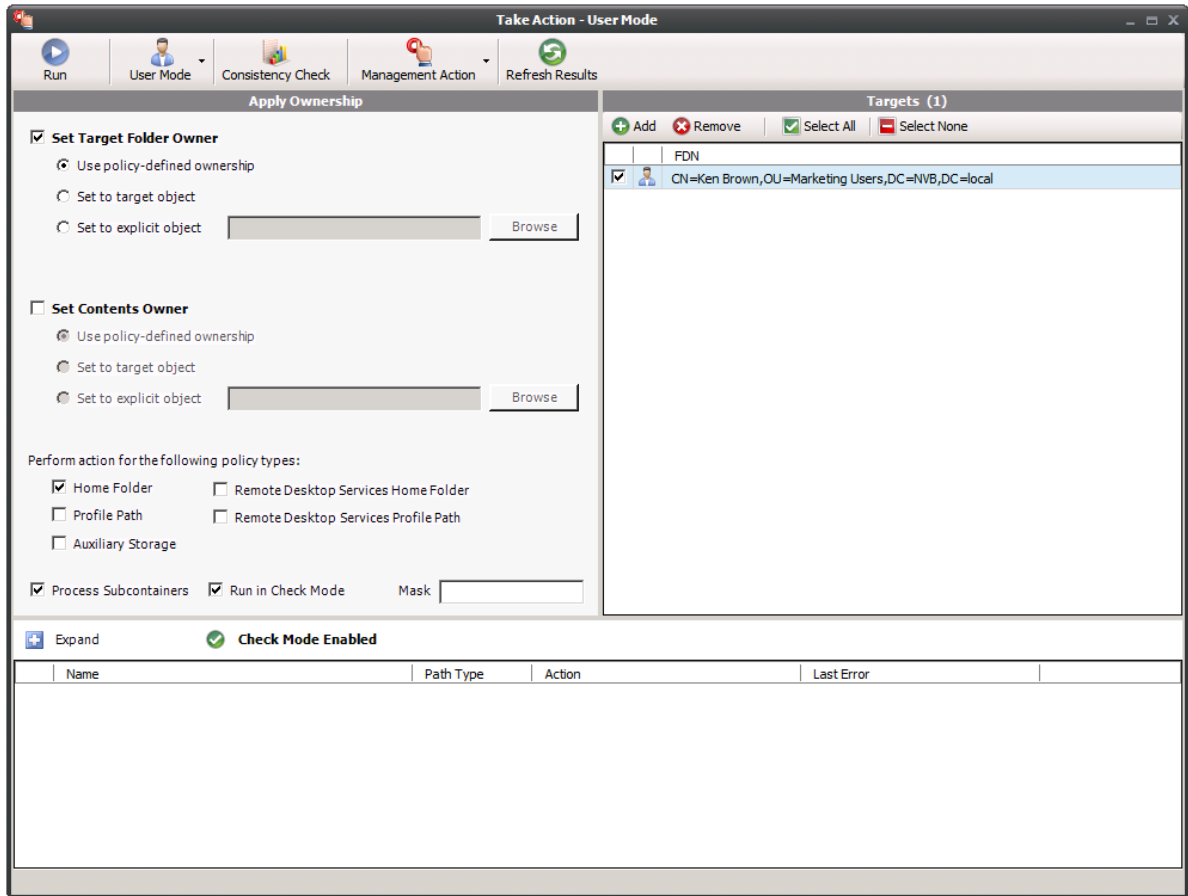 Take Action - User Mode
Run
User Mode
Consistency Check
Management Action
Refresh Results
Apply Ownership
Set Target Folder Owner
Use policy-defined ownership
Set to target object
Set to explicit object
Browse
Set Contents Owner
Use policy-defined ownership
Set to target object
Set to explicit object
Browse
Perform action for the following policy types:
Home Folder
Remote Desktop Services Home Folder
Profile Path
Remote Desktop Services Profile Path
Auxiliary Storage
Process Subcontainers
Run in Check Mode
Mask
Targets (1)
Add
Remove
Select All
Select None
FDN
CN=Ken Brown,OU=Marketing Users,DC=NVB,DC=local
Expand
Check Mode Enabled
Name
Path Type
Action
Last Error